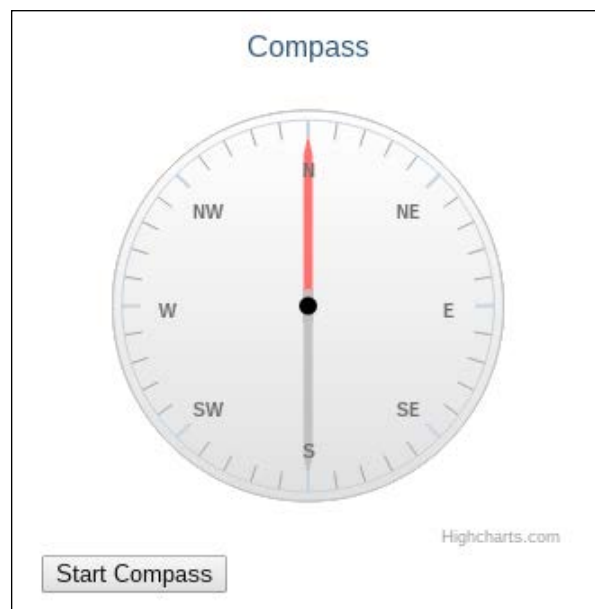 Compass
N
NW NE
W E
SW SE
S
Highcharts.com
Start Compass